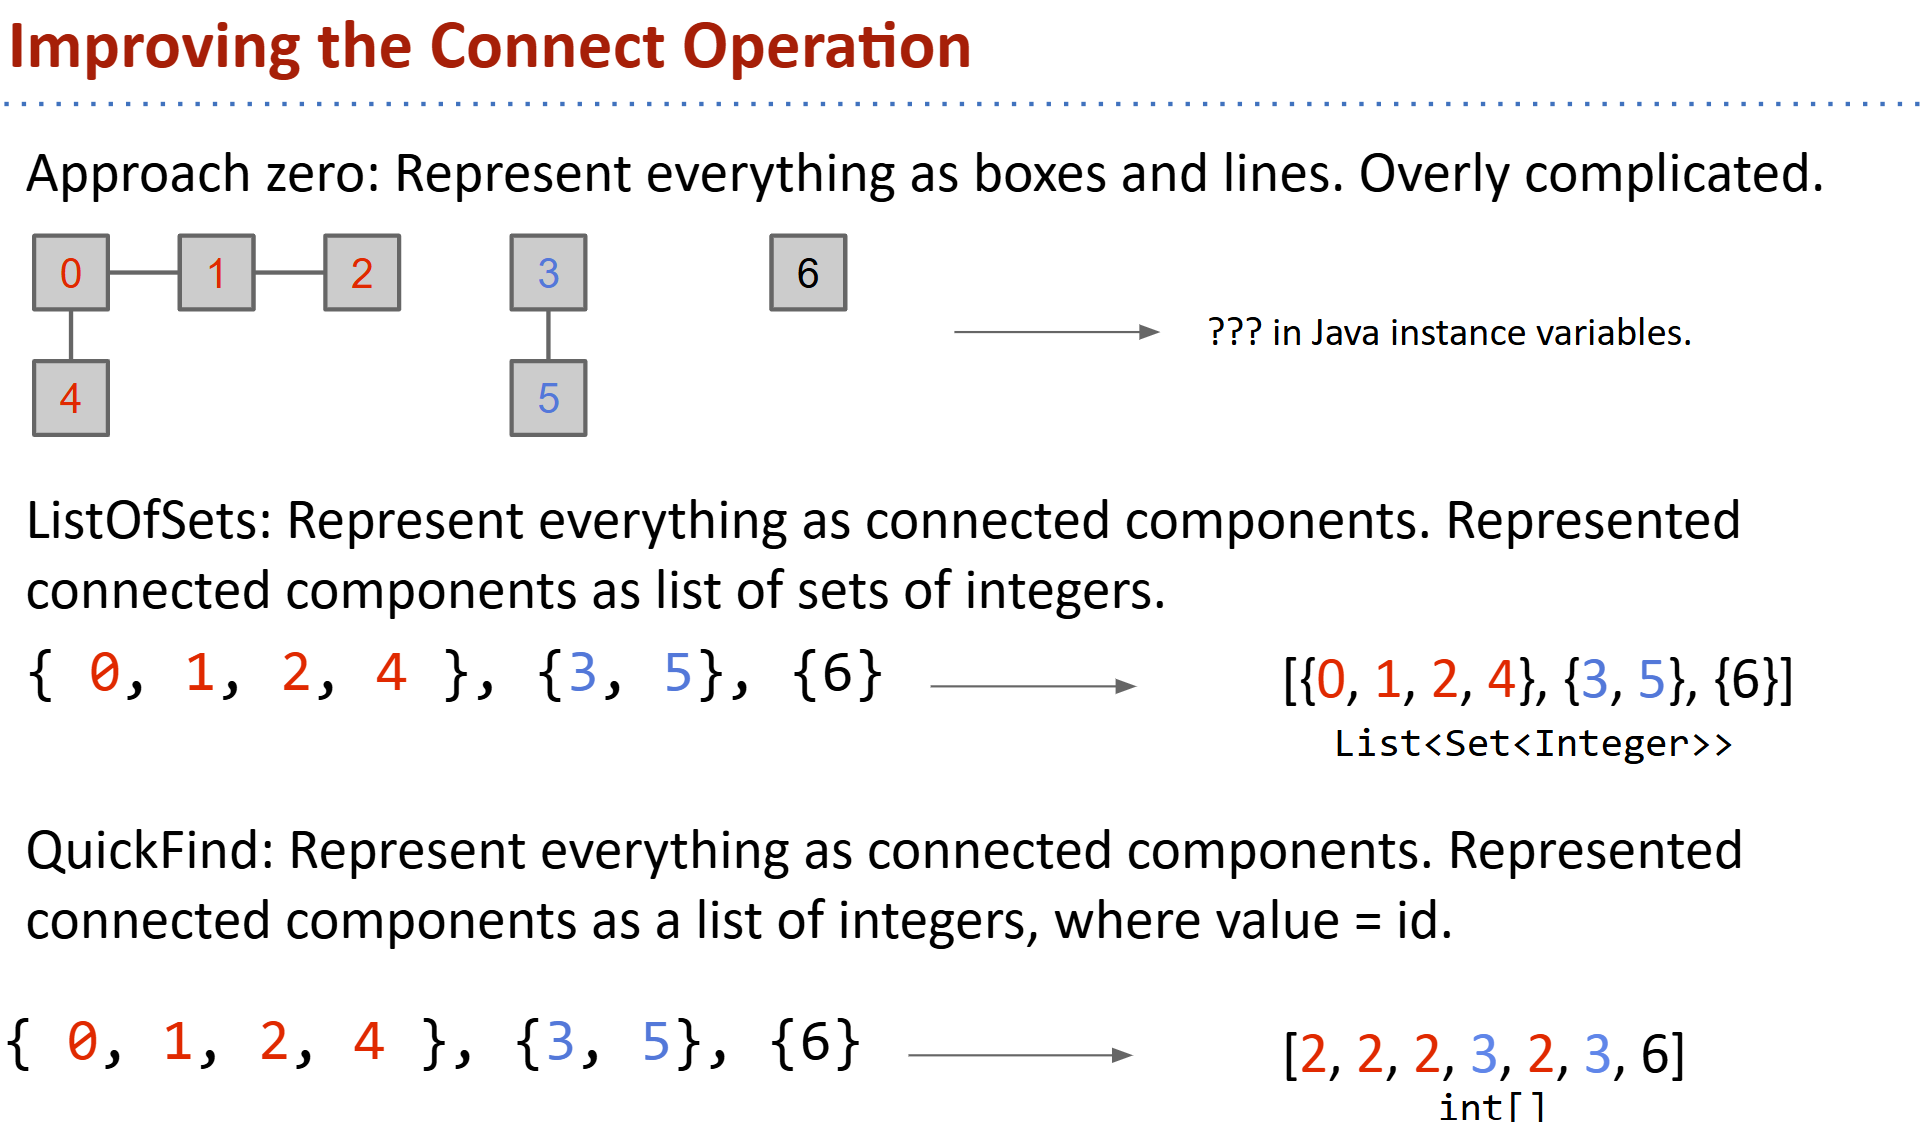 Improving the Connect Operation
Approach zero: Represent everything as boxes and lines. Overly complicated.
0 1 2 3 6
??? in Java instance variables.
4 5
ListOfSets: Represent everything as connected components. Represented
connected components as list of sets of integers.
{ 0, 1, 2, 4 }, {3, 5}, {6}
[{0, 1, 2, 4}, {3, 5}, {6}]
List<Set<Integer>>
QuickFind: Represent everything as connected components. Represented
connected components as a list of integers, where value = id.
{ 0, 1, 2, 4 }, {3, 5}, {6}
[2, 2, 2, 3, 2, 3, 6]
int[]